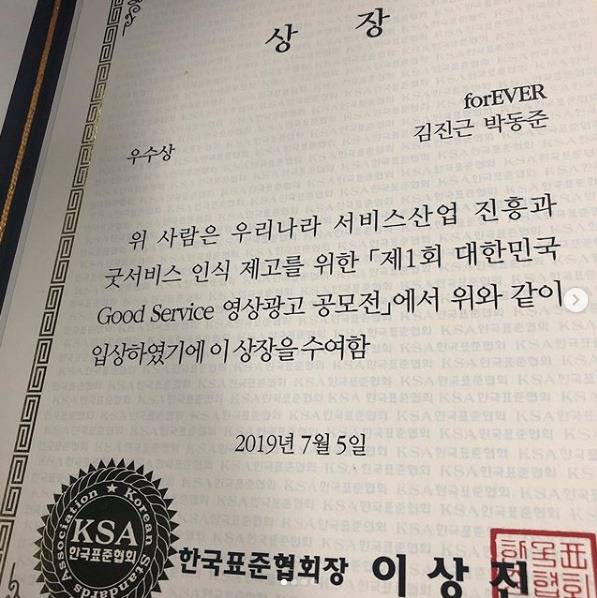 상 장
forEVER
김진근 박동준
우수상
위 사람은 우리나라 서비스산업 진흥과
굿서비스 인식 제고를 위한 「제1회 대한민국
Good Service 영상광고 공모전」에서 위와 같이
입상하였기에 이 상장을 수여함
2019년 7월 5일
Korean Standards Association
KSA
한국표준협회
한국표준협회장 이 상 진